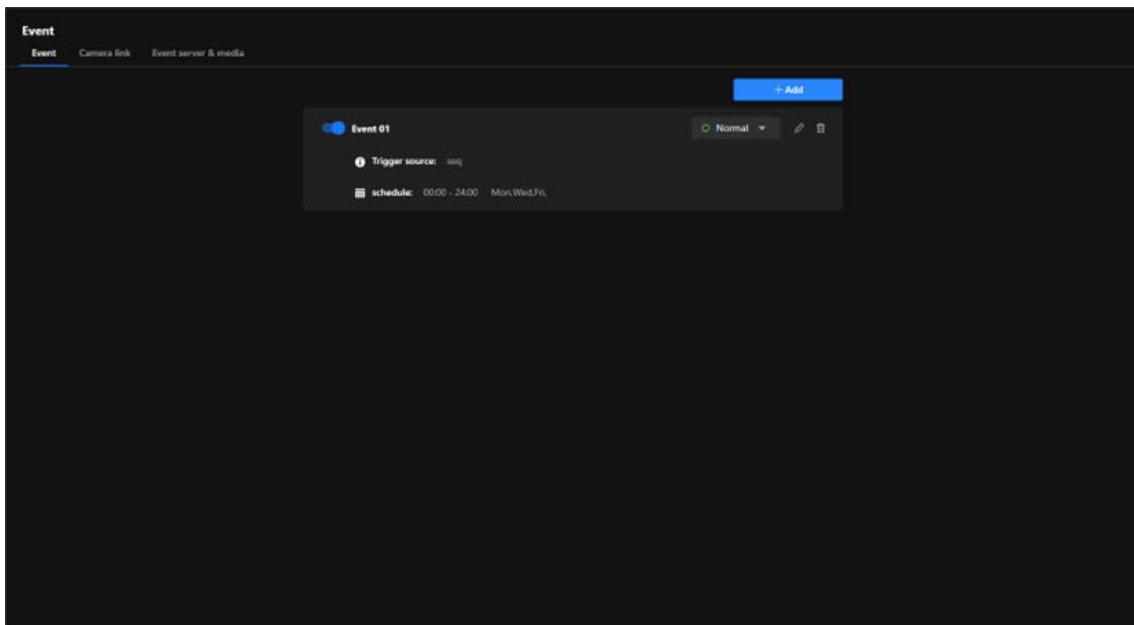 Event
Event Camera link Event server & media
+ Add
Event 01 Normal
Trigger source: seq
schedule: 00:00 - 24:00 Mon,Wed,Fri,